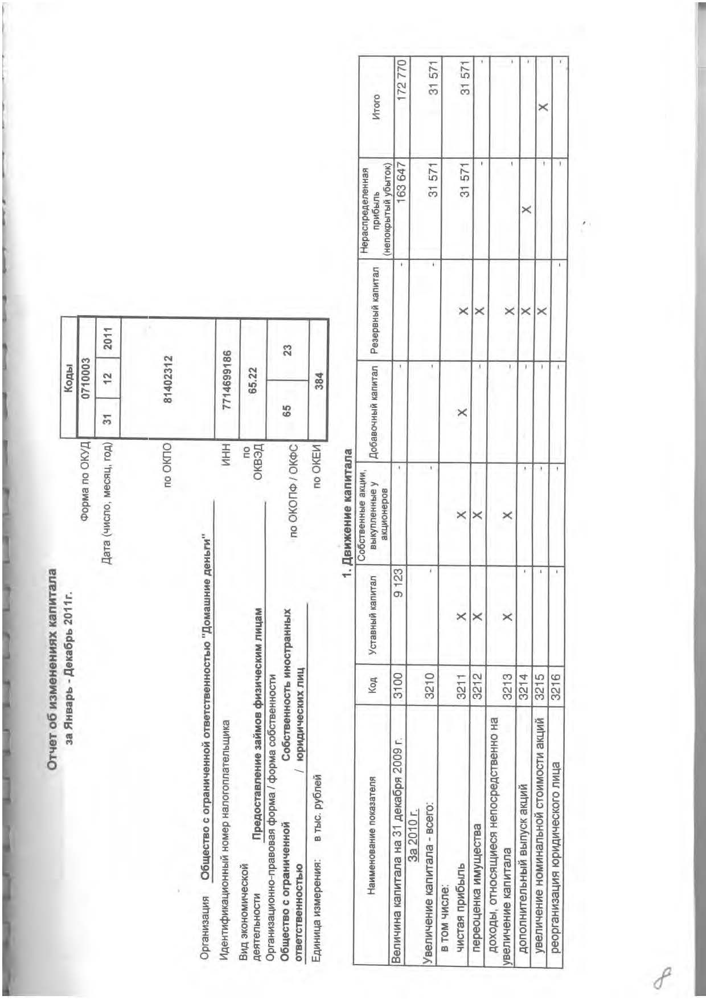 Отчет об изменениях капитала
за Январь - Декабрь 2011г.
Коды
Форма по ОКУД 0710003
Дата (число, месяц, год) 31 12 2011
по ОКПО 81402312
Организация Общество с ограниченной ответственностью "Домашние деньги"
Идентификационный номер налогоплательщика ИНН 7714699186
Вид экономической
деятельности Предоставление займов физическим лицам
по
ОКВЭД 65.22
Организационно-правовая форма / форма собственности
Общество с ограниченной
ответственностью / Собственность иностранных
юридических лиц
по ОКОПФ / ОКФС 65 23
Единица измерения: в тыс. рублей по ОКЕИ 384
1. Движение капитала
Наименование показателя Код Уставный капитал Собственные акции,
выкупленные у
акционеров Добавочный капитал Резервный капитал Нераспределенная
прибыль
(непокрытый убыток) Итого
Величина капитала на 31 декабря 2009 г. 3100 9 123 - - - 163 647 172 770
За 2010 г.
Увеличение капитала - всего: 3210 - - - - 31 571 31 571
в том числе:
чистая прибыль 3211 X X X X 31 571 31 571
переоценка имущества 3212 X X - X - -
доходы, относящиеся непосредственно на
увеличение капитала 3213 X X - X - -
дополнительный выпуск акций 3214 - - - X X -
увеличение номинальной стоимости акций 3215 - - - X - X
реорганизация юридического лица 3216 - - - - - -
8